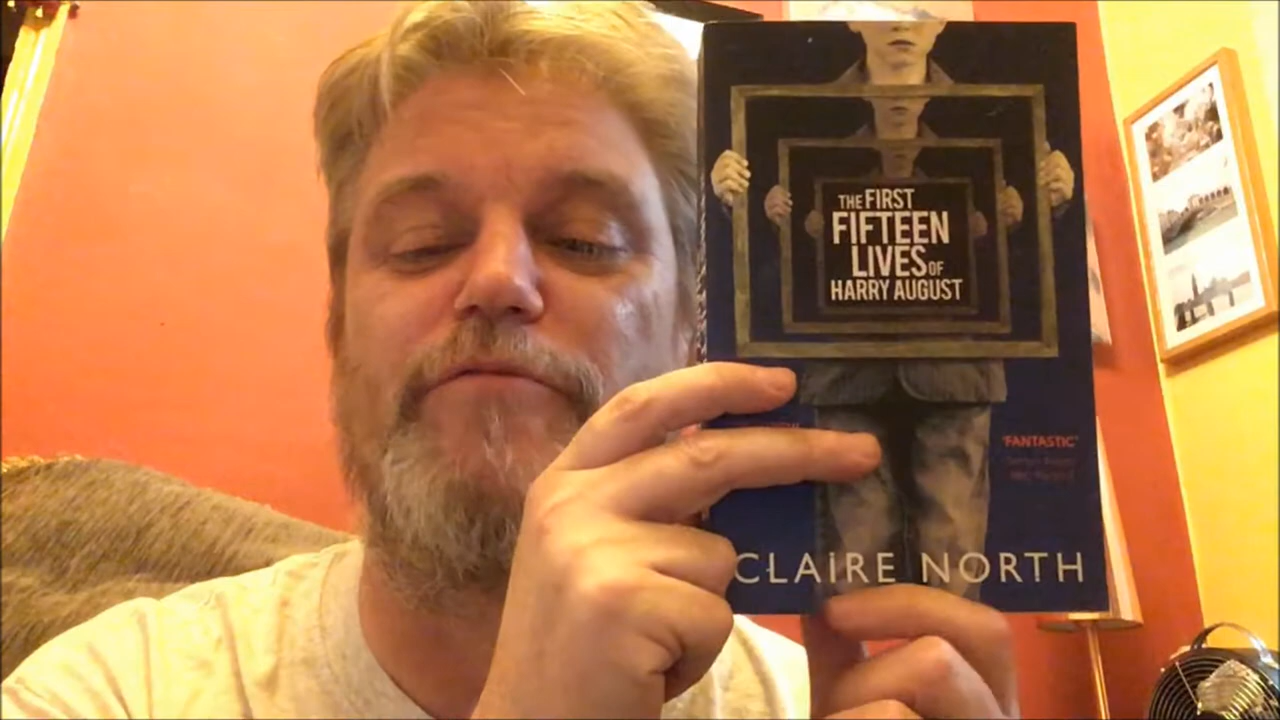 THE FIRST
FIFTEEN
LIVES OF
HARRY AUGUST
'FANTASTIC'
CLAIRE NORTH